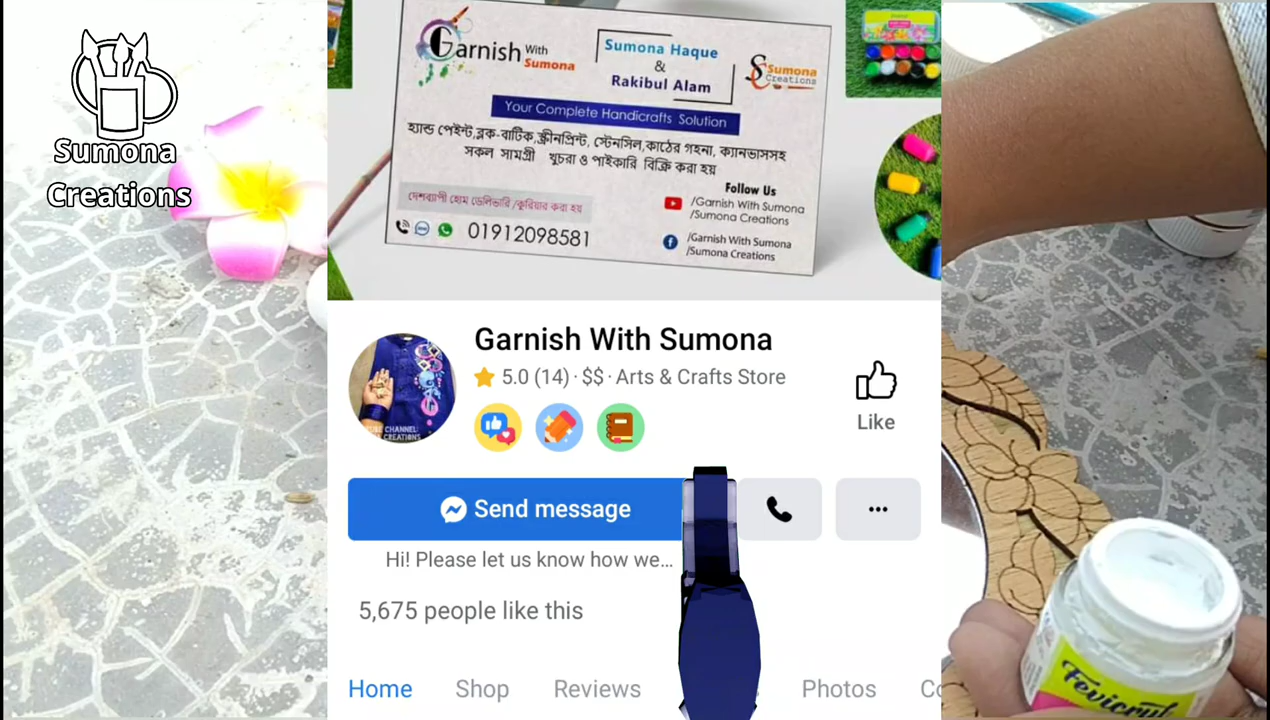 Sumona
Creations
Garnish With
Sumona
Sumona Haque
&
Rakibul Alam
Sumona
Creations
Your Complete Handicrafts Solution
হ্যান্ড পেইন্ট,ব্লক-বাটিক,স্ক্রীনপ্রিন্ট, স্টেনসিল,কাঠের গহনা, ক্যানভাসসহ
সকল সামগ্রী খুচরা ও পাইকারি বিক্রি করা হয়
দেশব্যাপী হোম ডেলিভারি /কুরিয়ার করা হয়
01912098581
Follow Us
/Garnish With Sumona
/Sumona Creations
/Garnish With Sumona
/Sumona Creations
Garnish With Sumona
5.0 (14) · $$ · Arts & Crafts Store
Like
Send message
Hi! Please let us know how we...
5,675 people like this
Home
Shop
Reviews
Photos
Fevicryl